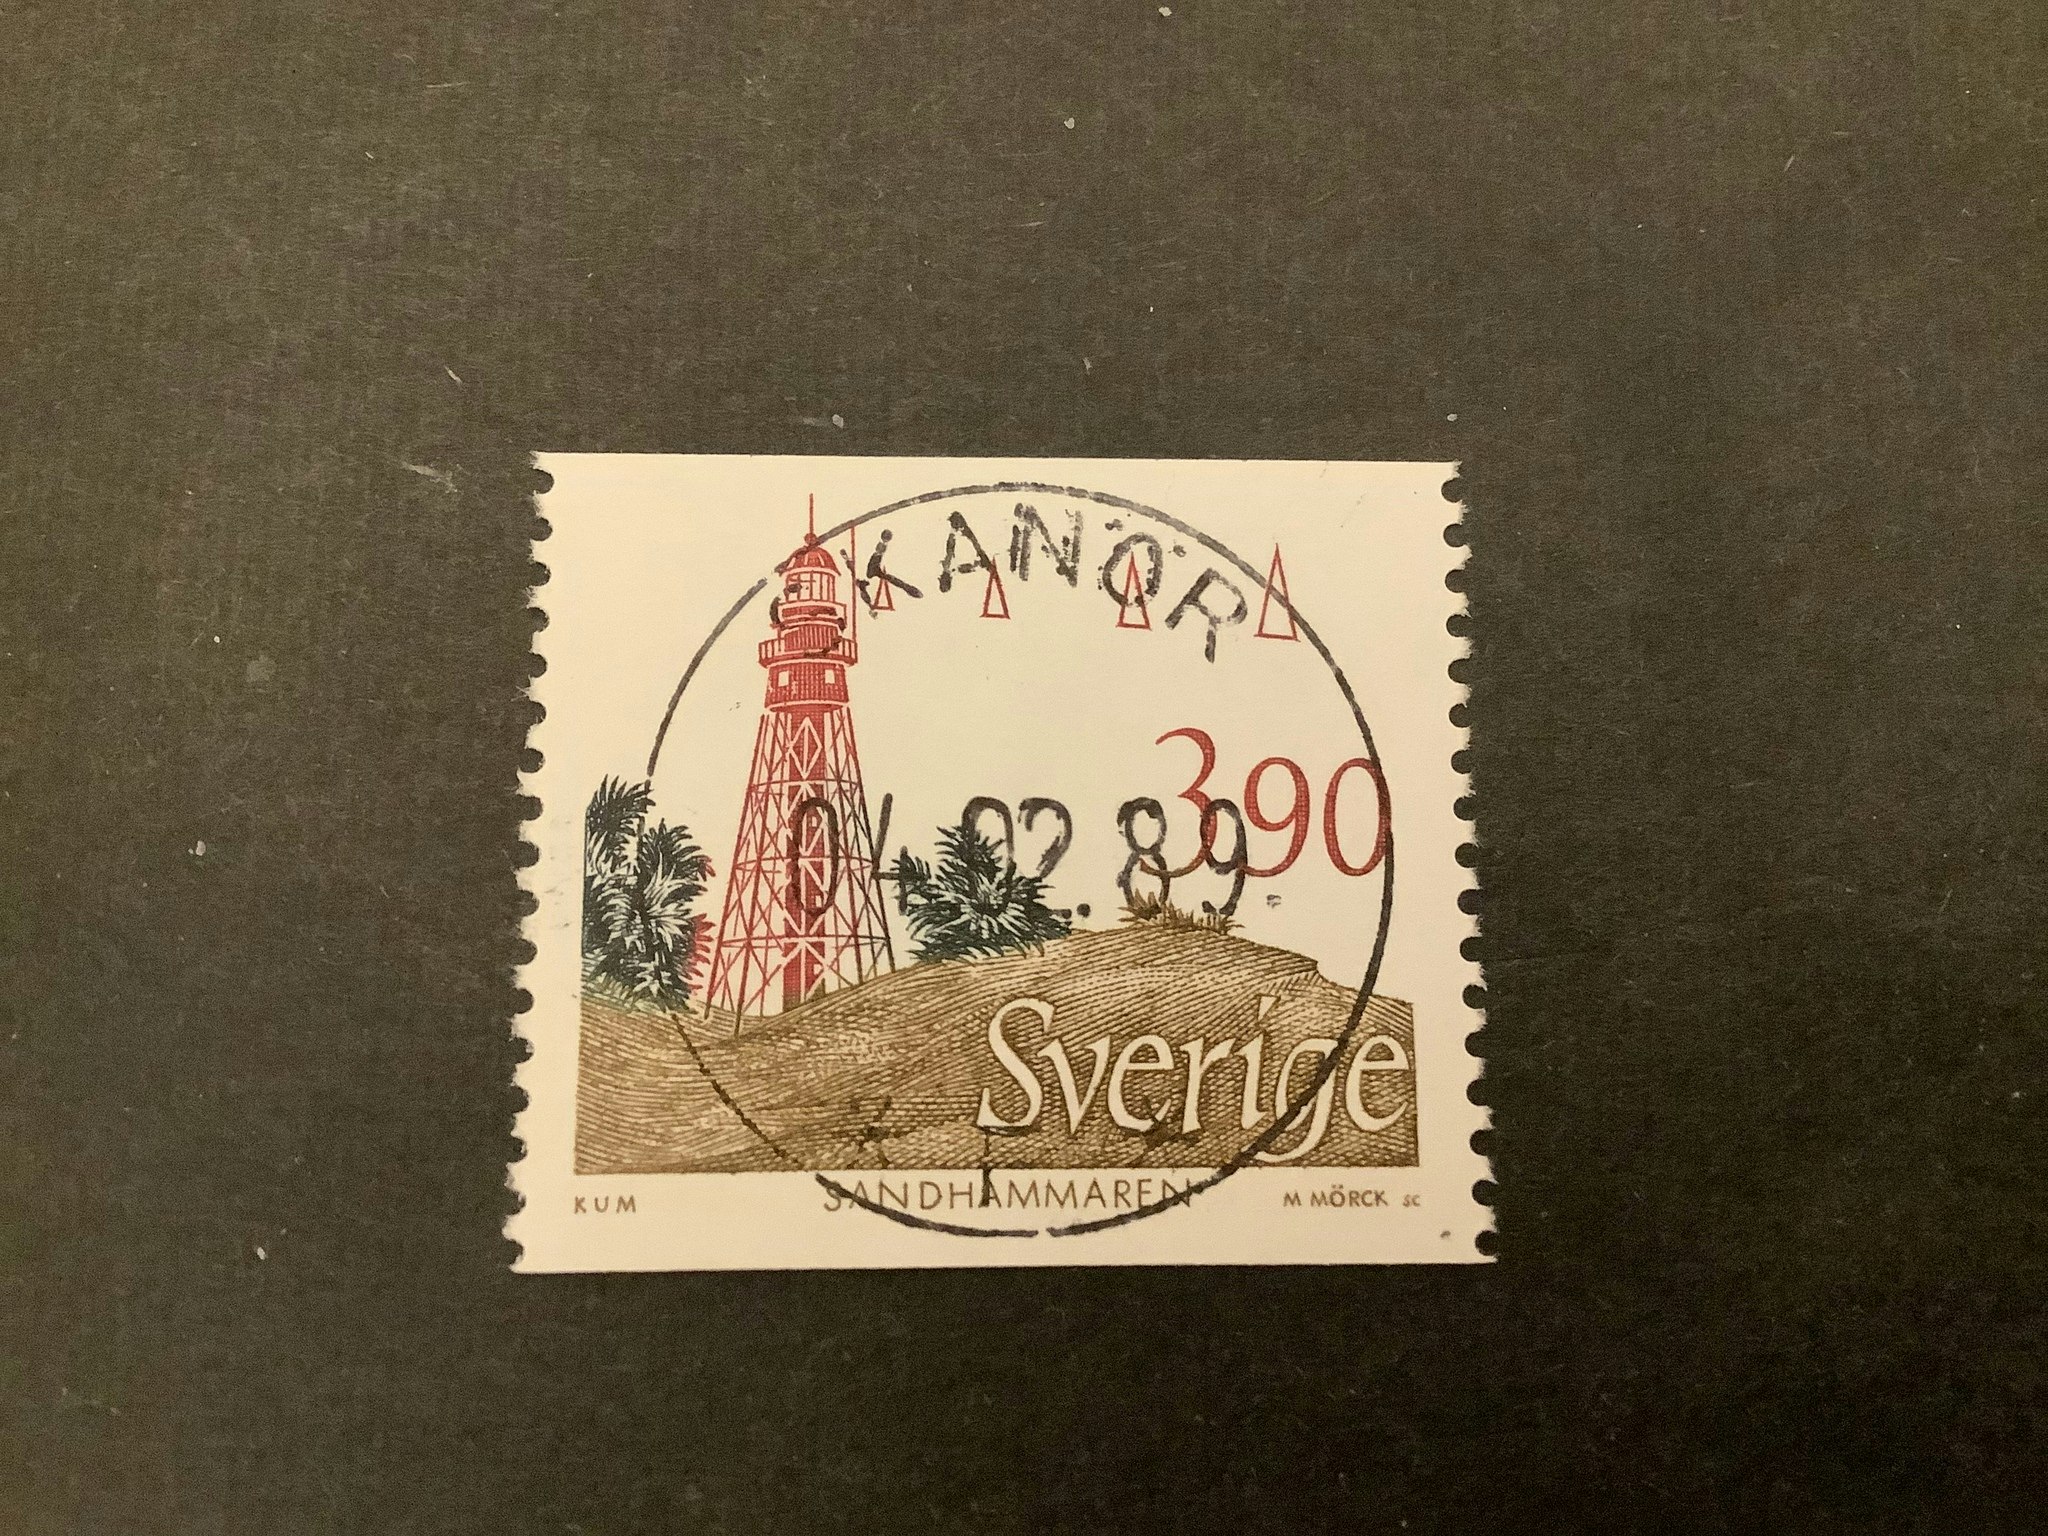 SKANÖR
3.90
04.02.89
Sverige
KUM SANDHAMMAREN M MÖRCK SC